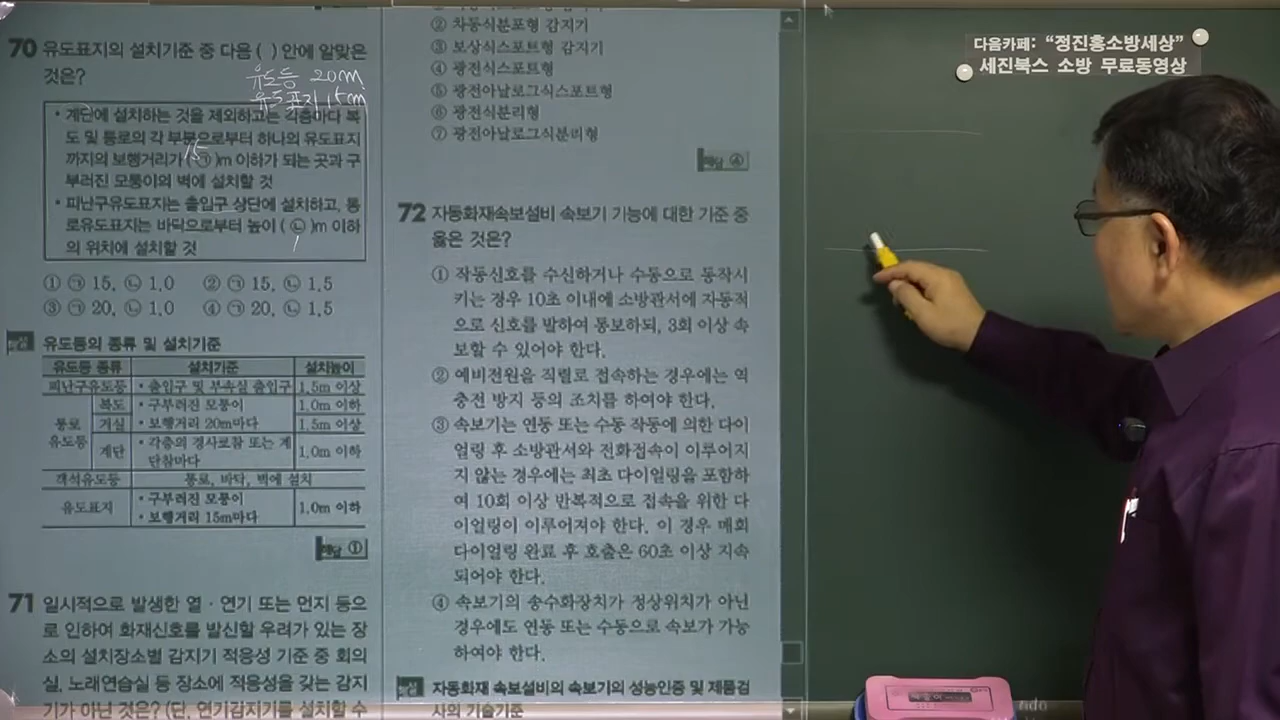 70 유도표지의 설치기준 중 다음 ( ) 안에 알맞은
것은?
유도등 20m
유도표지 15m
• 계단에 설치하는 것을 제외하고는 각층마다 복
도 및 통로의 각 부분으로부터 하나의 유도표지
까지의 보행거리가 (㉠)m 이하가 되는 곳과 구
15
부러진 모퉁이의 벽에 설치할 것
• 피난구유도표지는 출입구 상단에 설치하고, 통
로유도표지는 바닥으로부터 높이 (㉡)m 이하
1
의 위치에 설치할 것
① ㉠ 15, ㉡ 1.0 ② ㉠ 15, ㉡ 1.5
③ ㉠ 20, ㉡ 1.0 ④ ㉠ 20, ㉡ 1.5
해설 유도등의 종류 및 설치기준
유도등 종류 설치기준 설치높이
피난구유도등 • 출입구 및 부속실 출입구 1.5m 이상
통로유도등 복도 • 구부러진 모퉁이 1.0m 이하
거실 • 보행거리 20m마다 1.5m 이상
계단 • 각층의 경사로참 또는 계단참마다 1.0m 이하
객석유도등 통로, 바닥, 벽에 설치
유도표지 • 구부러진 모퉁이 1.0m 이하
• 보행거리 15m마다
해답 ①
71 일시적으로 발생한 열·연기 또는 먼지 등으
로 인하여 화재신호를 발신할 우려가 있는 장
소의 설치장소별 감지기 적응성 기준 중 회의
실, 노래연습실 등 장소에 적응성을 갖는 감지
기가 아닌 것은? (단, 연기감지기를 설치할 수
② 차동식분포형 감지기
③ 보상식스포트형 감지기
④ 광전식스포트형
⑤ 광전아날로그식스포트형
⑥ 광전식분리형
⑦ 광전아날로그식분리형
해답 ④
72 자동화재속보설비 속보기 기능에 대한 기준 중
옳은 것은?
① 작동신호를 수신하거나 수동으로 동작시
키는 경우 10초 이내에 소방관서에 자동적
으로 신호를 발하여 통보하되, 3회 이상 속
보할 수 있어야 한다.
② 예비전원을 직렬로 접속하는 경우에는 역
충전 방지 등의 조치를 하여야 한다.
③ 속보기는 연동 또는 수동 작동에 의한 다이
얼링 후 소방관서와 전화접속이 이루어지
지 않는 경우에는 최초 다이얼링을 포함하
여 10회 이상 반복적으로 접속을 위한 다
이얼링이 이루어져야 한다. 이 경우 매회
다이얼링 완료 후 호출은 60초 이상 지속
되어야 한다.
④ 속보기의 송수화장치가 정상위치가 아닌
경우에도 연동 또는 수동으로 속보가 가능
하여야 한다.
해설 자동화재 속보설비의 속보기의 성능인증 및 제품검
사의 기술기준
다음카페: “정진홍소방세상”
세진북스 소방 무료동영상